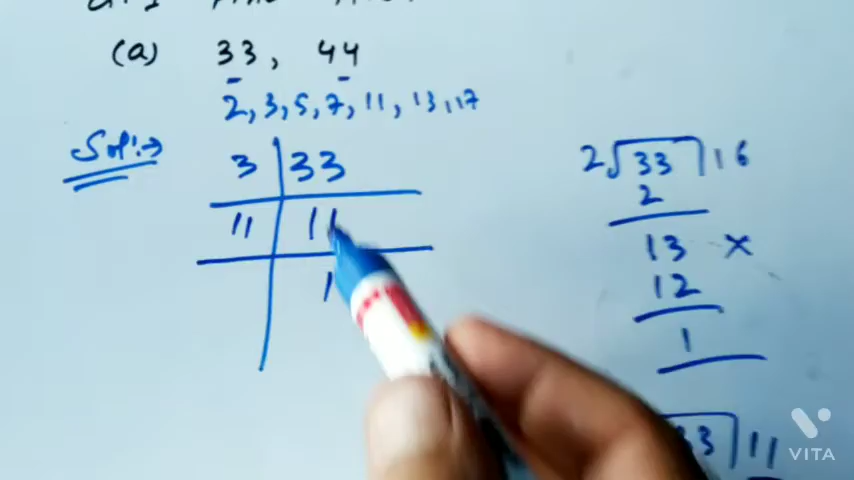 (a) 33, 44
2, 3, 5, 7, 11, 13, 17
Sol:→
3 33
11 11
1
2 33 16
2
13 ×
12
1
33 11
VITA